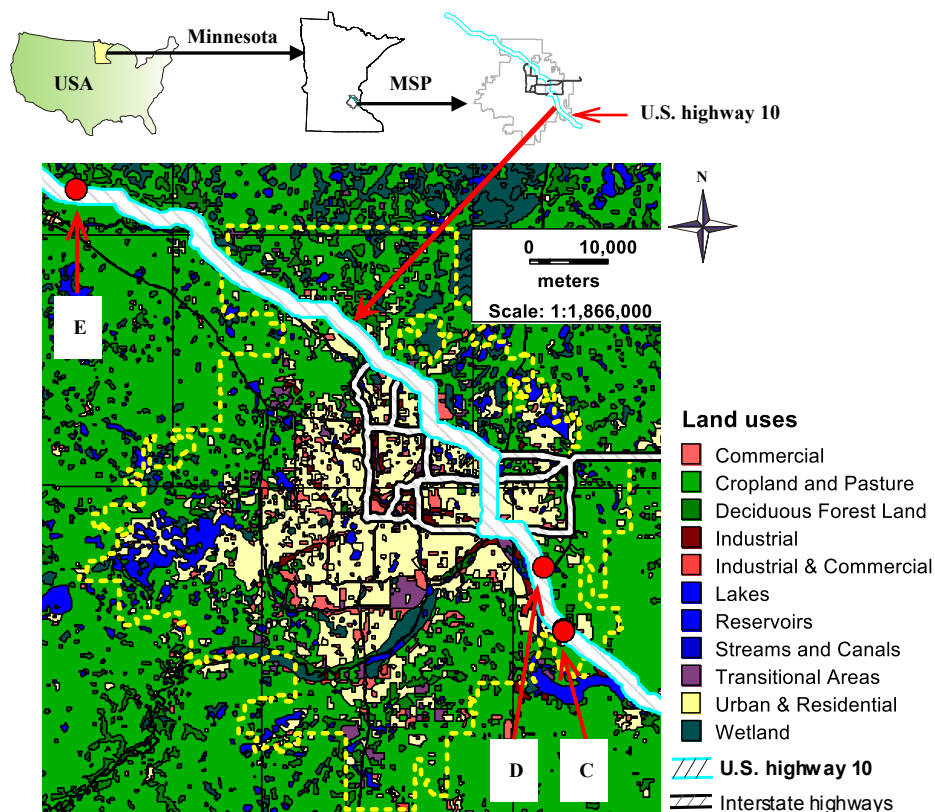 Minnesota
USA
MSP
U.S. highway 10
N
0 10,000
meters
Scale: 1:1,866,000
E
Land uses
Commercial
Cropland and Pasture
Deciduous Forest Land
Industrial
Industrial & Commercial
Lakes
Reservoirs
Streams and Canals
Transitional Areas
Urban & Residential
Wetland
D C
U.S. highway 10
Interstate highways